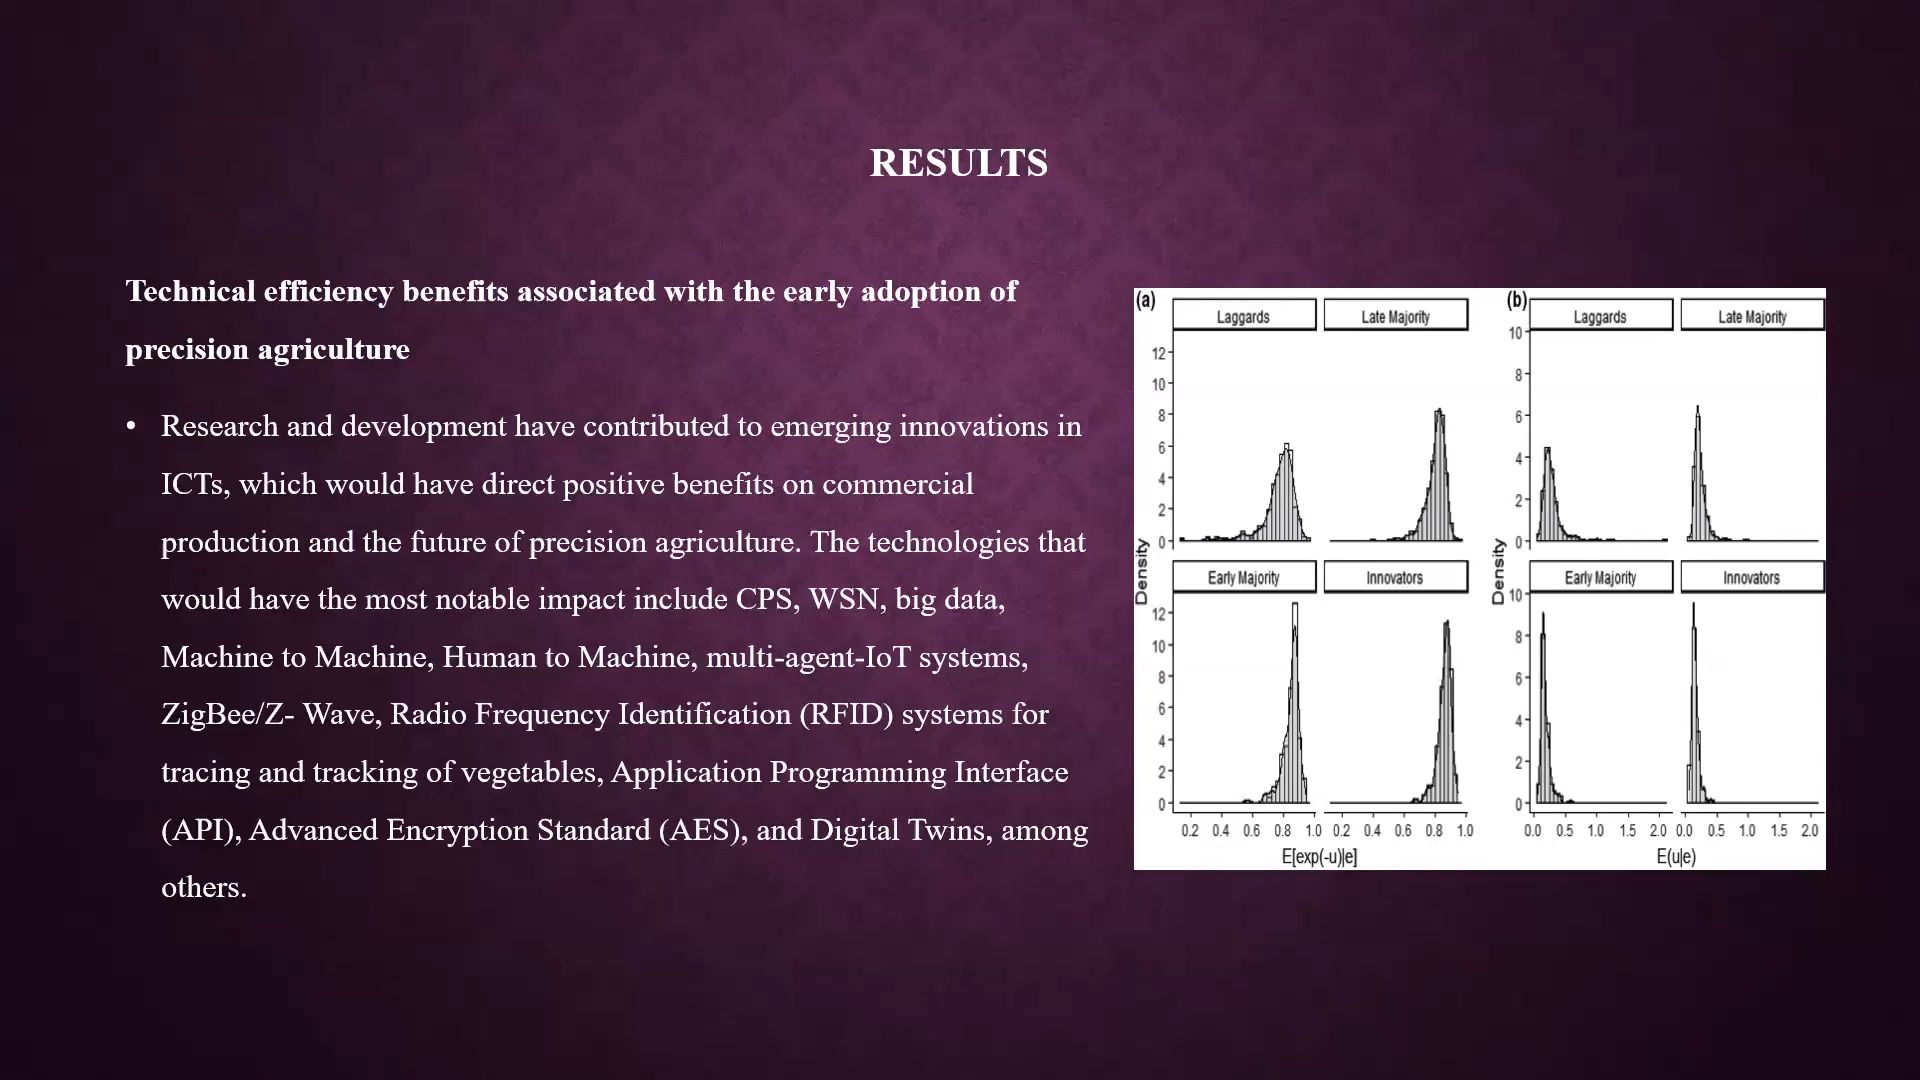 RESULTS
Technical efficiency benefits associated with the early adoption of
precision agriculture
• Research and development have contributed to emerging innovations in
ICTs, which would have direct positive benefits on commercial
production and the future of precision agriculture. The technologies that
would have the most notable impact include CPS, WSN, big data,
Machine to Machine, Human to Machine, multi-agent-IoT systems,
ZigBee/Z- Wave, Radio Frequency Identification (RFID) systems for
tracing and tracking of vegetables, Application Programming Interface
(API), Advanced Encryption Standard (AES), and Digital Twins, among
others.
(a)
Laggards
Late Majority
12
10
8
6
4
2
0
Density
Early Majority
Innovators
12
10
8
6
4
2
0
0.2 0.4 0.6 0.8 1.0 0.2 0.4 0.6 0.8 1.0
E[exp(-u)|e]
(b)
Laggards
Late Majority
10
8
6
4
2
0
Density
Early Majority
Innovators
10
8
6
4
2
0
0.0 0.5 1.0 1.5 2.0 0.0 0.5 1.0 1.5 2.0
E(u|e)